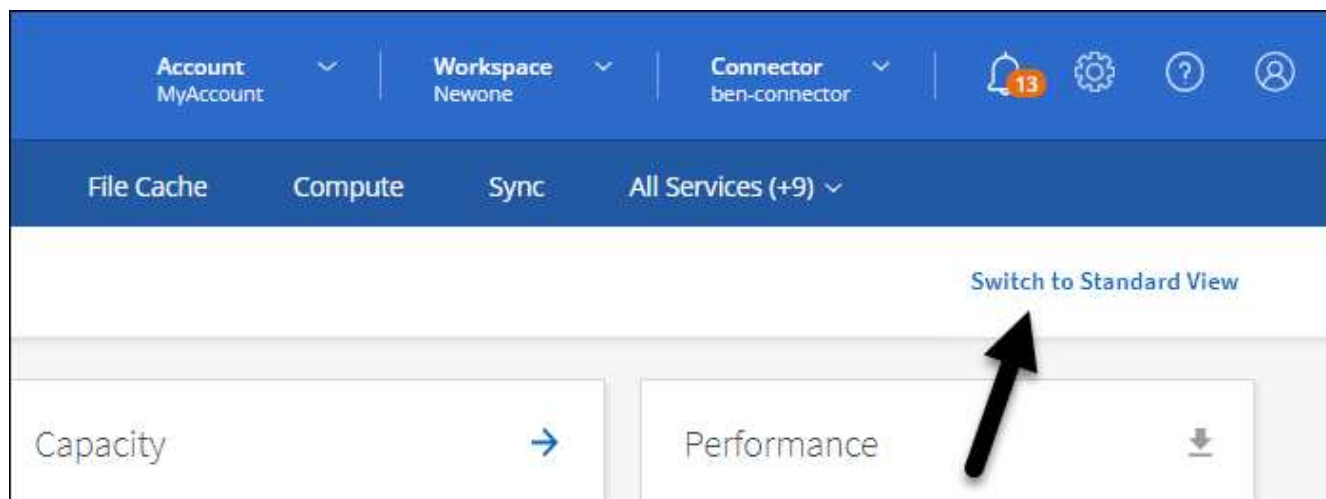 Account
MyAccount
Workspace
Newone
Connector
ben-connector
13
File Cache
Compute
Sync
All Services (+9)
Switch to Standard View
Capacity
Performance